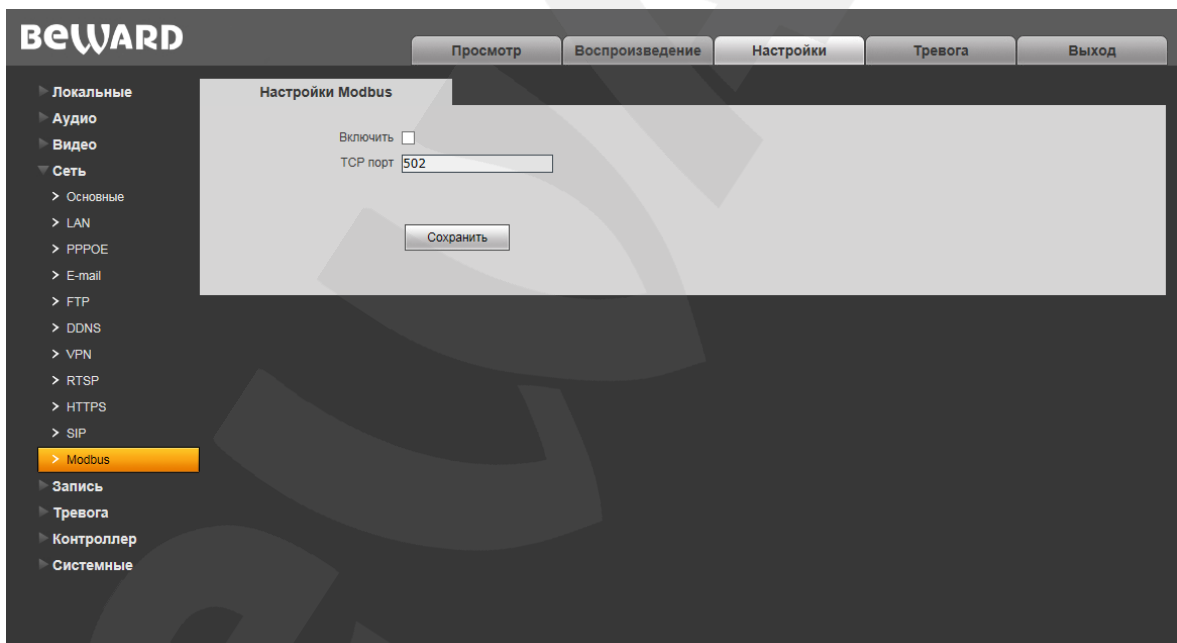 BEWARD
Просмотр
Воспроизведение
Настройки
Тревога
Выход
Локальные
Аудио
Видео
Сеть
> Основные
> LAN
> PPPOE
> E-mail
> FTP
> DDNS
> VPN
> RTSP
> HTTPS
> SIP
> Modbus
Запись
Тревога
Контроллер
Системные
Настройки Modbus
Включить
TCP порт 502
Сохранить